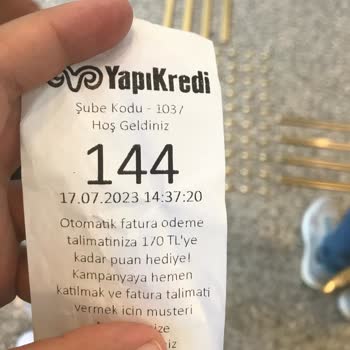 YapıKredi
Şube Kodu - 1037
Hoş Geldiniz
144
17.07.2023 14:37:20
Otomatik fatura ödeme
talimatiniza 170 TL'ye
kadar puan hediye!
Kampanyaya hemen
katılmak ve fatura talimati
vermek icin musteri